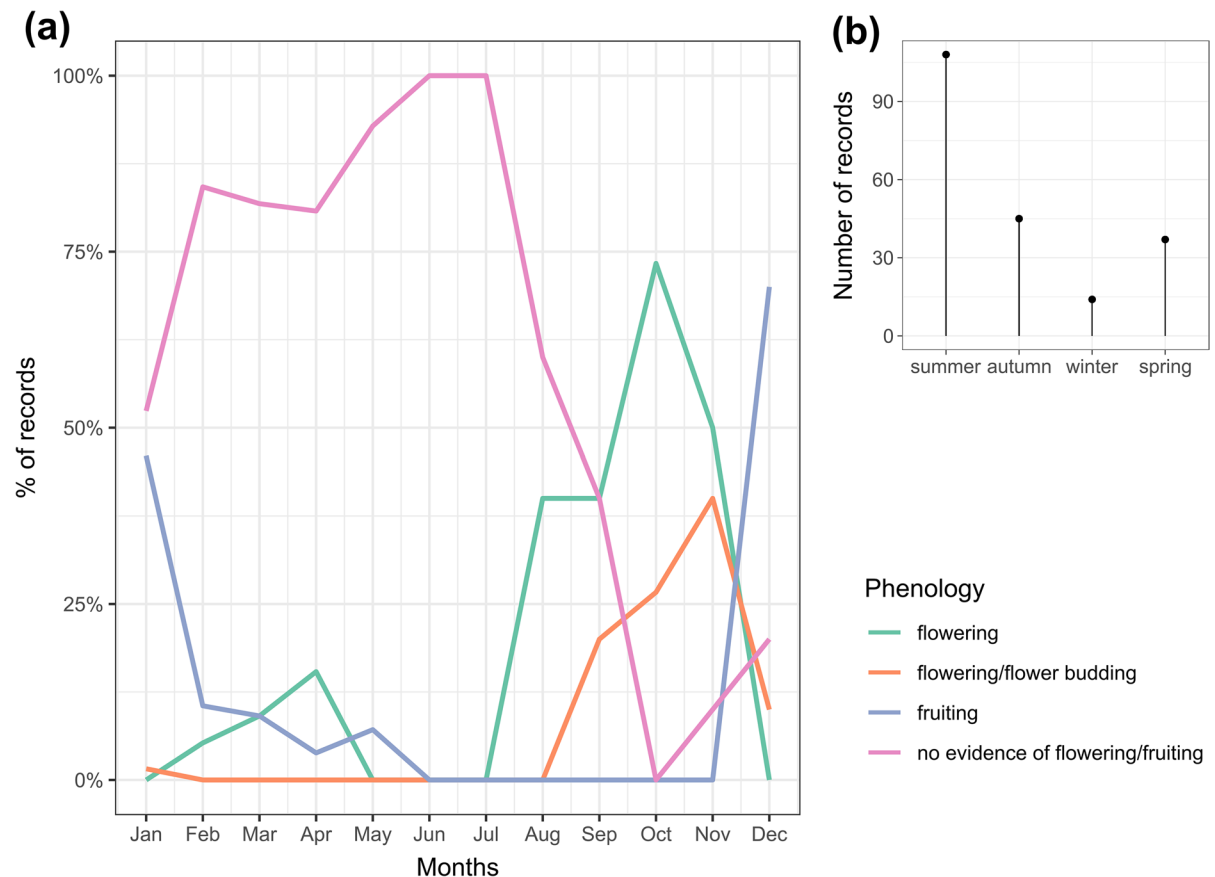 (a)
100%
75%
50%
25%
0%
% of records
Jan Feb Mar Apr May Jun Jul Aug Sep Oct Nov Dec
Months
(b)
90
60
30
0
Number of records
summer autumn winter spring
Phenology
flowering
flowering/flower budding
fruiting
no evidence of flowering/fruiting